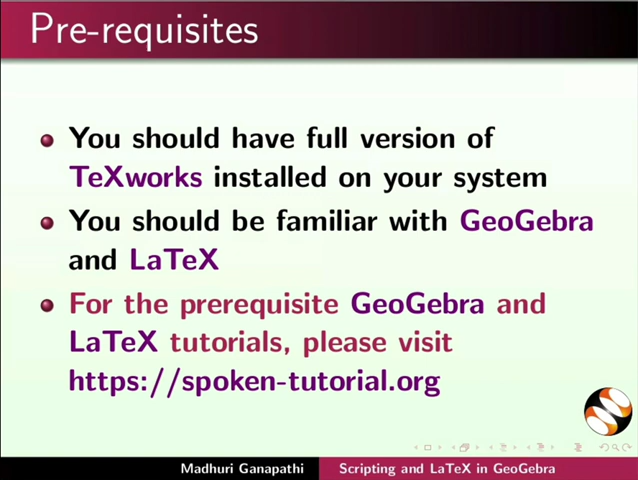 Pre-requisites
You should have full version of
TeXworks installed on your system
You should be familiar with GeoGebra
and LaTeX
For the prerequisite GeoGebra and
LaTeX tutorials, please visit
https://spoken-tutorial.org
Madhuri Ganapathi
Scripting and LaTeX in GeoGebra